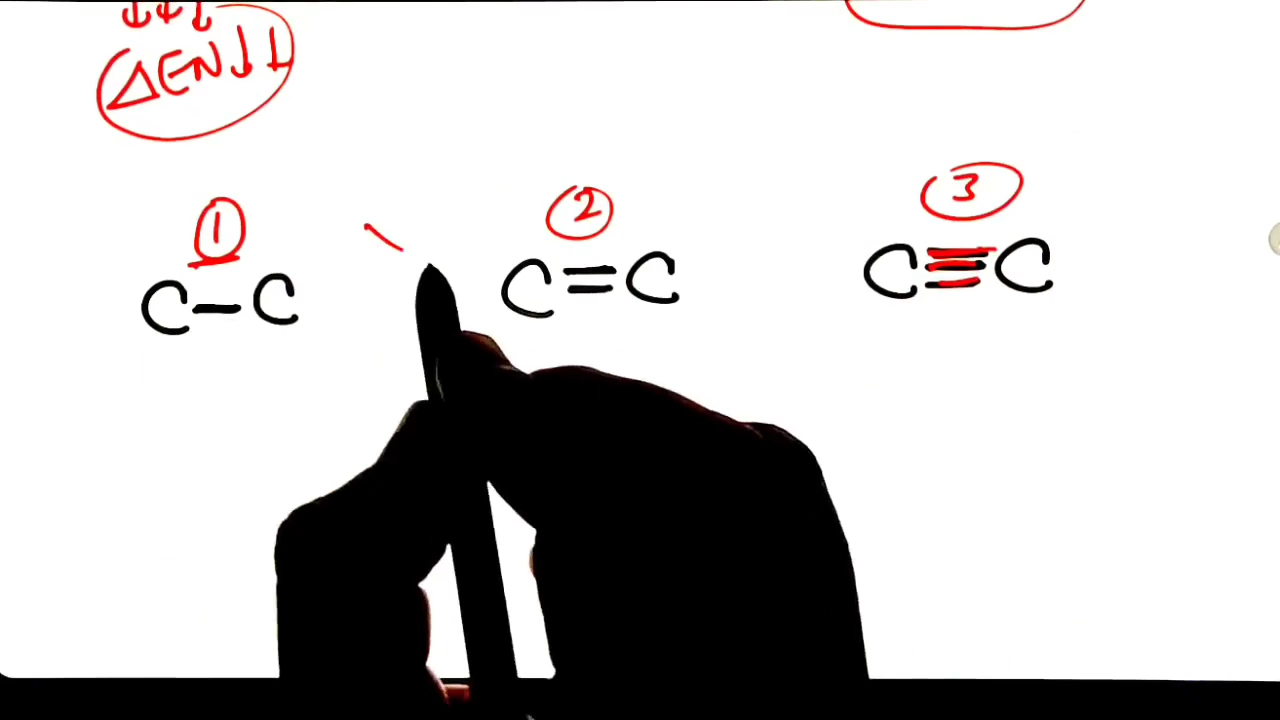 ΔEN↓↓
① ② ③
C-C C=C C≡C